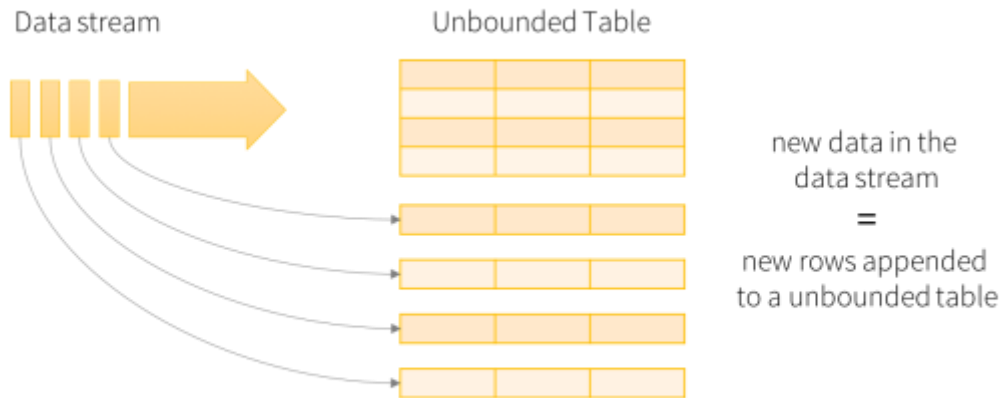 Data stream
Unbounded Table
new data in the
data stream
=
new rows appended
to a unbounded table